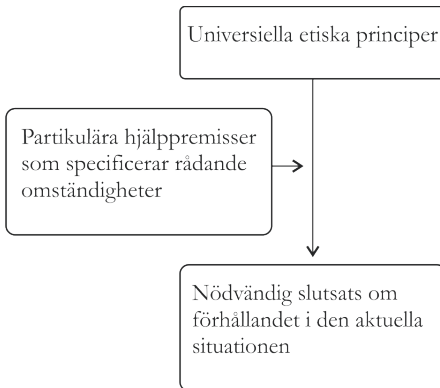 Universiella etiska principer
Partikulära hjälppremisser
som specificerar rådande
omständigheter
Nödvändig slutsats om
förhållandet i den aktuella
situationen